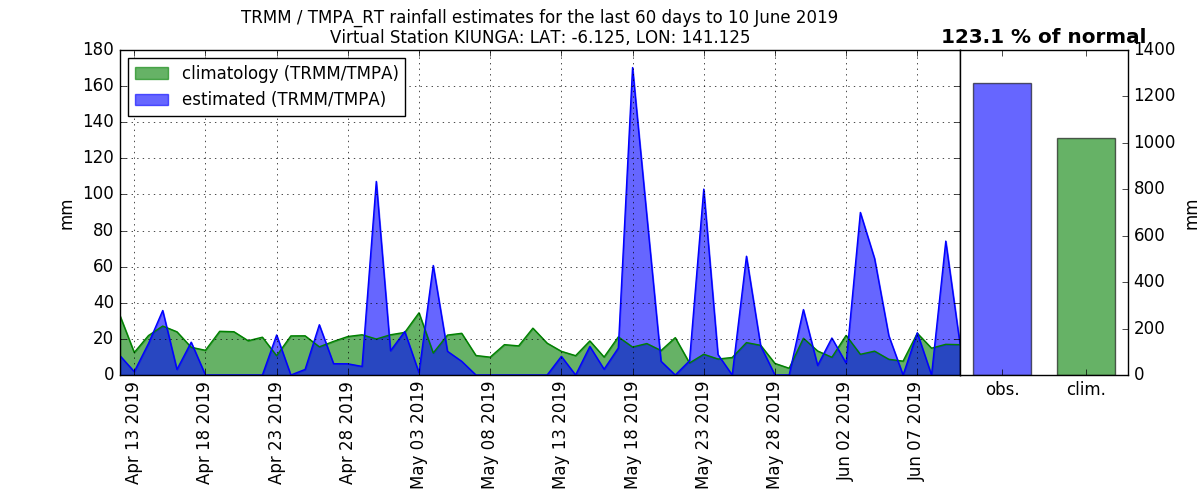 TRMM / TMPA_RT rainfall estimates for the last 60 days to 10 June 2019
Virtual Station KIUNGA: LAT: -6.125, LON: 141.125
123.1 % of normal
climatology (TRMM/TMPA)
estimated (TRMM/TMPA)
180
160
140
120
100
80
60
40
20
0
mm
Apr 13 2019
Apr 18 2019
Apr 23 2019
Apr 28 2019
May 03 2019
May 08 2019
May 13 2019
May 18 2019
May 23 2019
May 28 2019
Jun 02 2019
Jun 07 2019
obs.
clim.
1400
1200
1000
800
600
400
200
0
mm